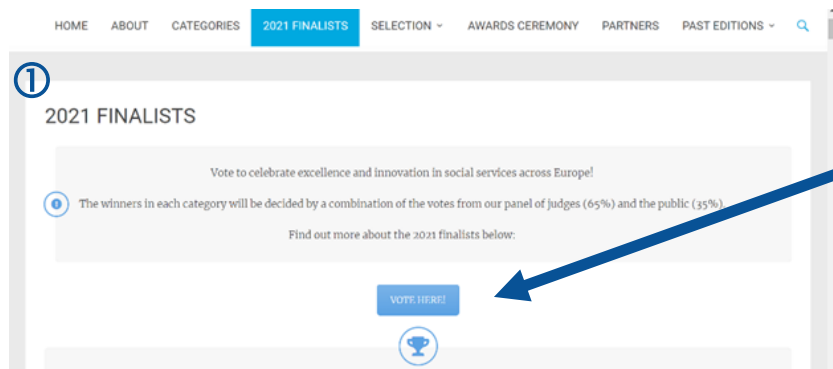 HOME ABOUT CATEGORIES 2021 FINALISTS SELECTION AWARDS CEREMONY PARTNERS PAST EDITIONS
①
2021 FINALISTS
Vote to celebrate excellence and innovation in social services across Europe!
The winners in each category will be decided by a combination of the votes from our panel of judges (65%) and the public (35%).
Find out more about the 2021 finalists below:
VOTE HERE!